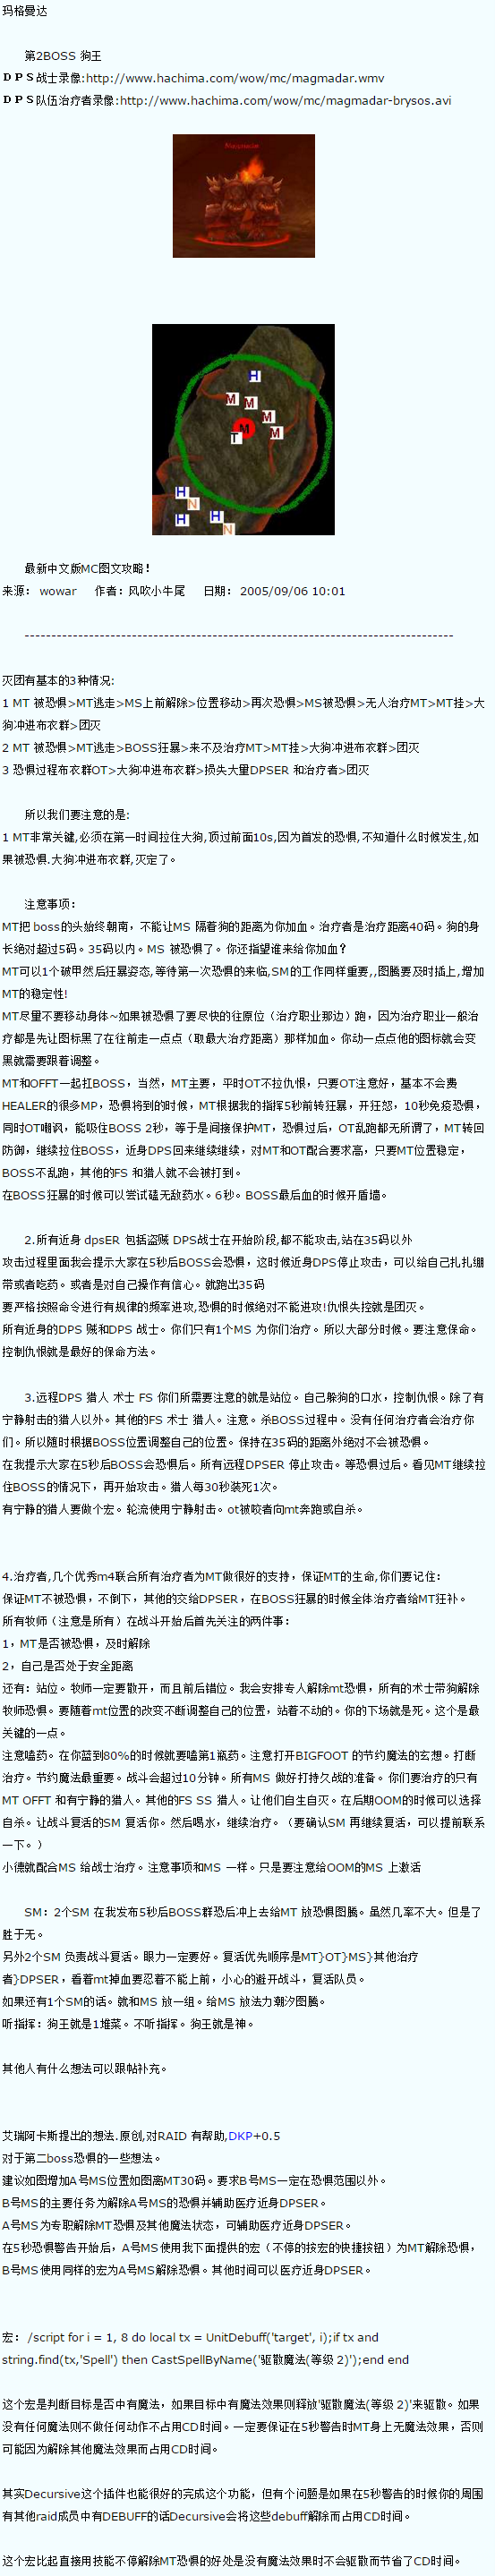 玛格曼达
第2BOSS 狗王
ＤＰＳ战士录像:http://www.hachima.com/wow/mc/magmadar.wmv
ＤＰＳ队伍治疗者录像:http://www.hachima.com/wow/mc/magmadar-brysos.avi
H
M
M
M
M
M
T
H
N
H
H
N
最新中文版MC图文攻略！
来源： wowar 作者：风吹小牛尾 日期： 2005/09/06 10:01
--------------------------------------------------------------------------------
灭团有基本的3种情况:
1 MT 被恐惧>MT逃走>MS上前解除>位置移动>再次恐惧>MS被恐惧>无人治疗MT>MT挂>大
狗冲进布衣群>团灭
2 MT 被恐惧>MT逃走>BOSS狂暴>来不及治疗MT>MT挂>大狗冲进布衣群>团灭
3 恐惧过程布衣群OT>大狗冲进布衣群>损失大量DPSER 和治疗者>团灭
所以我们要注意的是:
1 MT非常关键,必须在第一时间拉住大狗,顶过前面10s,因为首发的恐惧,不知道什么时候发生,如
果被恐惧.大狗冲进布衣群,灭定了。
注意事项：
MT把 boss的头始终朝南，不能让MS 隔着狗的距离为你加血。治疗者是治疗距离40码。狗的身
长绝对超过5码。35码以内。MS 被恐惧了。你还指望谁来给你加血？
MT可以1个破甲然后狂暴姿态,等待第一次恐惧的来临,SM的工作同样重要,,图腾要及时插上,增加
MT的稳定性!
MT尽量不要移动身体~如果被恐惧了要尽快的往原位（治疗职业那边）跑，因为治疗职业一般治
疗都是先让图标黑了在往前走一点点（取最大治疗距离）那样加血。你动一点点他的图标就会变
黑就需要跟着调整。
MT和OFFT一起扛BOSS，当然，MT主要，平时OT不拉仇恨，只要OT注意好，基本不会费
HEALER的很多MP，恐惧将到的时候，MT根据我的指挥5秒前转狂暴，开狂怒，10秒免疫恐惧，
同时OT嘲讽，能吸住BOSS 2秒，等于是间接保护MT，恐惧过后，OT乱跑都无所谓了，MT转回
防御，继续拉住BOSS，近身DPS回来继续继续，对MT和OT配合要求高，只要MT位置稳定，
BOSS不乱跑，其他的FS 和猎人就不会被打到。
在BOSS狂暴的时候可以尝试磕无敌药水。6秒。BOSS最后血的时候开盾墙。
2.所有近身 dpsER 包括盗贼 DPS战士在开始阶段,都不能攻击,站在35码以外
攻击过程里面我会提示大家在5秒后BOSS会恐惧，这时候近身DPS停止攻击，可以给自己扎扎绷
带或者吃药。或者是对自己操作有信心。就跑出35码
要严格按照命令进行有规律的频率进攻,恐惧的时候绝对不能进攻!仇恨失控就是团灭。
所有近身的DPS 贼和DPS 战士。你们只有1个MS 为你们治疗。所以大部分时候。要注意保命。
控制仇恨就是最好的保命方法。
3.远程DPS 猎人 术士 FS 你们所需要注意的就是站位。自己躲狗的口水，控制仇恨。除了有
宁静射击的猎人以外。其他的FS 术士 猎人。注意。杀BOSS过程中。没有任何治疗者会治疗你
们。所以随时根据BOSS位置调整自己的位置。保持在35码的距离外绝对不会被恐惧。
在我提示大家在5秒后BOSS会恐惧后。所有远程DPSER 停止攻击。等恐惧过后。看见MT继续拉
住BOSS的情况下，再开始攻击。猎人每30秒装死1次。
有宁静的猎人要做个宏。轮流使用宁静射击。ot被咬者向mt奔跑或自杀。
4.治疗者,几个优秀m4联合所有治疗者为MT做很好的支持，保证MT的生命,你们要记住:
保证MT不被恐惧，不倒下，其他的交给DPSER，在BOSS狂暴的时候全体治疗者给MT狂补。
所有牧师（注意是所有）在战斗开始后首先关注的两件事：
1，MT是否被恐惧，及时解除
2，自己是否处于安全距离
还有：站位。牧师一定要散开，而且前后错位。我会安排专人解除mt恐惧，所有的术士带狗解除
牧师恐惧。要随着mt位置的改变不断调整自己的位置，站着不动的。你的下场就是死。这个是最
关键的一点。
注意嗑药。在你蓝到80%的时候就要嗑第1瓶药。注意打开BIGFOOT 的节约魔法的玄想。打断
治疗。节约魔法最重要。战斗会超过10分钟。所有MS 做好打持久战的准备。你们要治疗的只有
MT OFFT 和有宁静的猎人。其他的FS SS 猎人。让他们自生自灭。在后期OOM的时候可以选择
自杀。让战斗复活的SM 复活你。然后喝水，继续治疗。（要确认SM 再继续复活，可以提前联系
一下。）
小德就配合MS 给战士治疗。注意事项和MS 一样。只是要注意给OOM的MS 上激活
SM：2个SM 在我发布5秒后BOSS群恐后冲上去给MT 放恐惧图腾。虽然几率不大。但是了
胜于无。
另外2个SM 负责战斗复活。眼力一定要好。复活优先顺序是MT}OT}MS}其他治疗
者}DPSER，看着mt掉血要忍着不能上前，小心的避开战斗，复活队员。
如果还有1个SM的话。就和MS 放一组。给MS 放法力潮汐图腾。
听指挥：狗王就是1堆菜。不听指挥。狗王就是神。
其他人有什么想法可以跟帖补充。
艾瑞阿卡斯提出的想法.原创,对RAID 有帮助,DKP+0.5
对于第二boss恐惧的一些想法。
建议如图增加A号MS位置如图离MT30码。要求B号MS一定在恐惧范围以外。
B号MS的主要任务为解除A号MS的恐惧并辅助医疗近身DPSER。
A号MS为专职解除MT恐惧及其他魔法状态，可辅助医疗近身DPSER。
在5秒恐惧警告开始后，A号MS使用我下面提供的宏（不停的按宏的快捷按钮）为MT解除恐惧，
B号MS使用同样的宏为A号MS解除恐惧。其他时间可以医疗近身DPSER。
宏： /script for i = 1, 8 do local tx = UnitDebuff('target', i);if tx and
string.find(tx,'Spell') then CastSpellByName('驱散魔法(等级 2)');end end
这个宏是判断目标是否中有魔法，如果目标中有魔法效果则释放'驱散魔法(等级 2)'来驱散。如果
没有任何魔法则不做任何动作不占用CD时间。一定要保证在5秒警告时MT身上无魔法效果，否则
可能因为解除其他魔法效果而占用CD时间。
其实Decursive这个插件也能很好的完成这个功能，但有个问题是如果在5秒警告的时候你的周围
有其他raid成员中有DEBUFF的话Decursive会将这些debuff解除而占用CD时间。
这个宏比起直接用技能不停解除MT恐惧的好处是没有魔法效果时不会驱散而节省了CD时间。